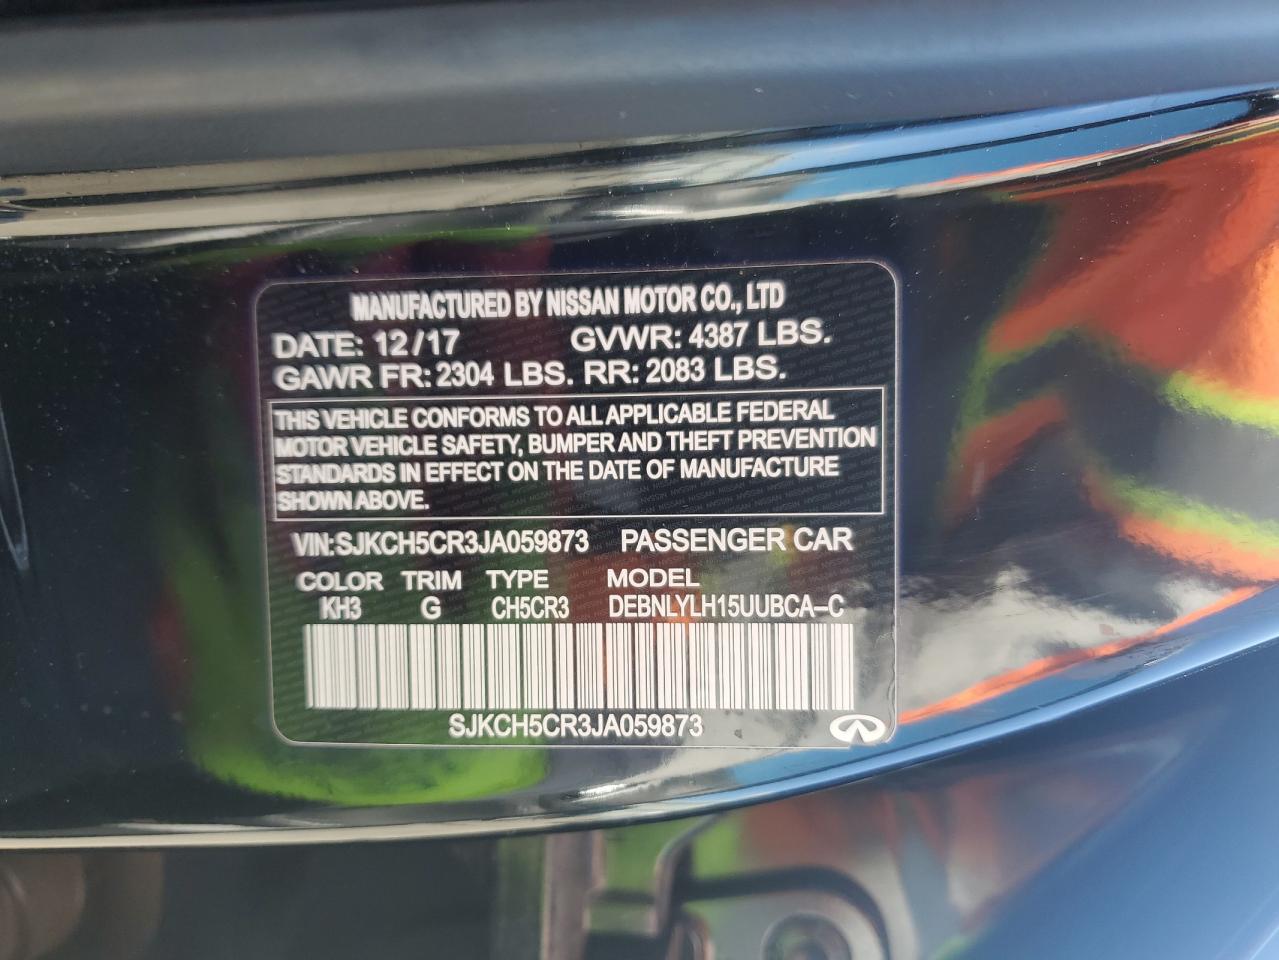 MANUFACTURED BY NISSAN MOTOR CO., LTD
DATE: 12/17 GVWR: 4387 LBS.
GAWR FR: 2304 LBS. RR: 2083 LBS.
THIS VEHICLE CONFORMS TO ALL APPLICABLE FEDERAL
MOTOR VEHICLE SAFETY, BUMPER AND THEFT PREVENTION
STANDARDS IN EFFECT ON THE DATE OF MANUFACTURE
SHOWN ABOVE.
VIN:SJKCH5CR3JA059873 PASSENGER CAR
COLOR TRIM TYPE MODEL
KH3 G CH5CR3 DEBNLYLH15UUBCA-C
SJKCH5CR3JA059873